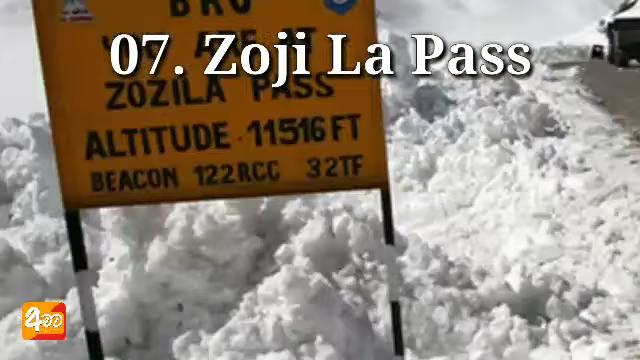 BRO
07. Zoji La Pass
ZOZILA PASS
ALTITUDE 11516 FT
BEACON 122RCC 32TF